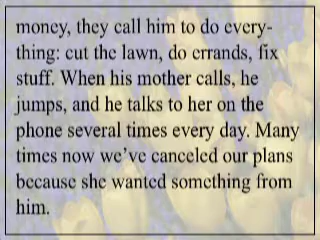 money, they call him to do every-
thing: cut the lawn, do errands, fix
stuff. When his mother calls, he
jumps, and he talks to her on the
phone several times every day. Many
times now we've canceled our plans
because she wanted something from
him.